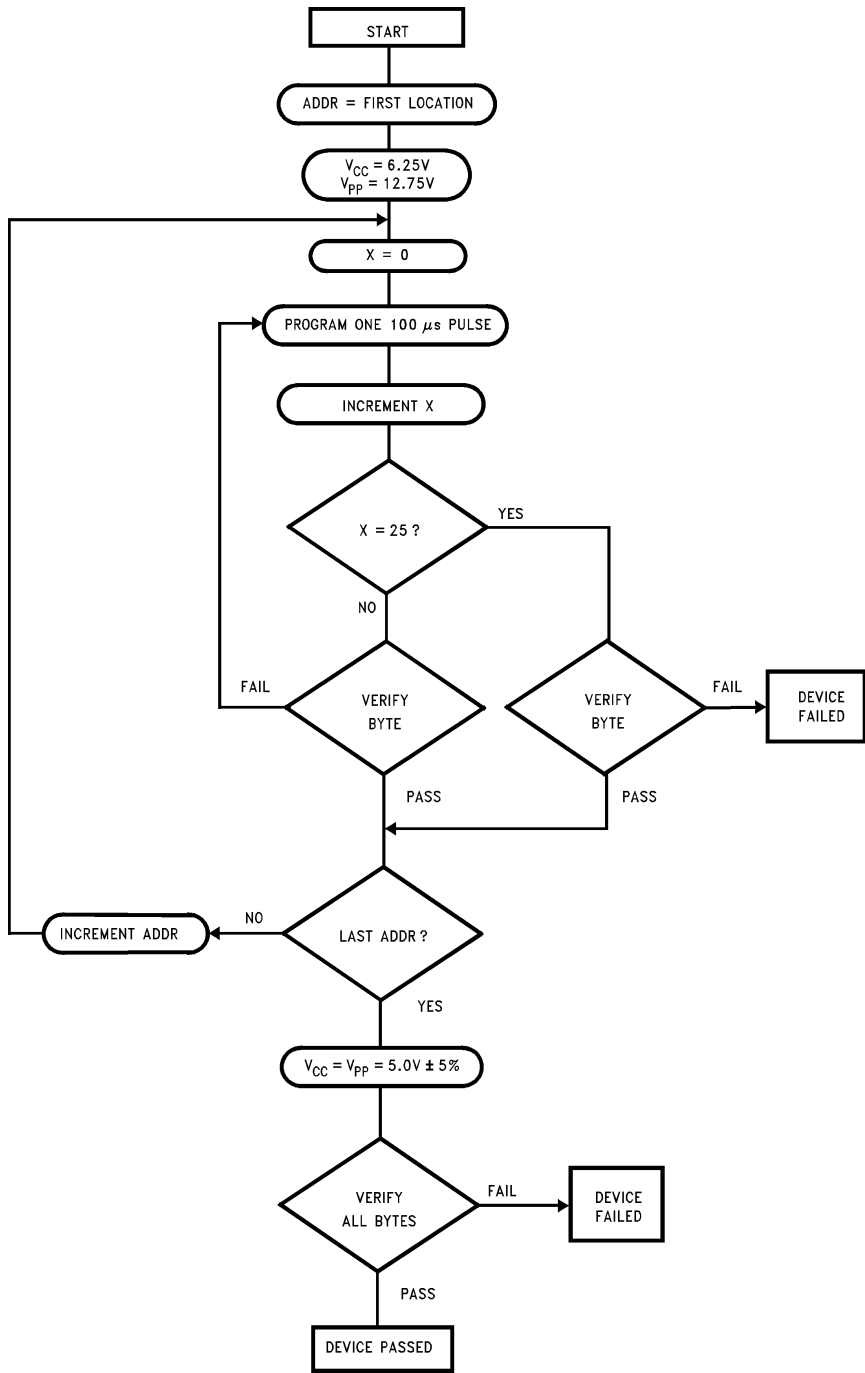 START
ADDR = FIRST LOCATION
VCC = 6.25V
VPP = 12.75V
X = 0
PROGRAM ONE 100 μs PULSE
INCREMENT X
X = 25 ?
YES
NO
VERIFY
BYTE
FAIL
VERIFY
BYTE
FAIL
DEVICE
FAILED
PASS
PASS
LAST ADDR ?
NO
INCREMENT ADDR
YES
VCC = VPP = 5.0V ± 5%
VERIFY
ALL BYTES
FAIL
DEVICE
FAILED
PASS
DEVICE PASSED